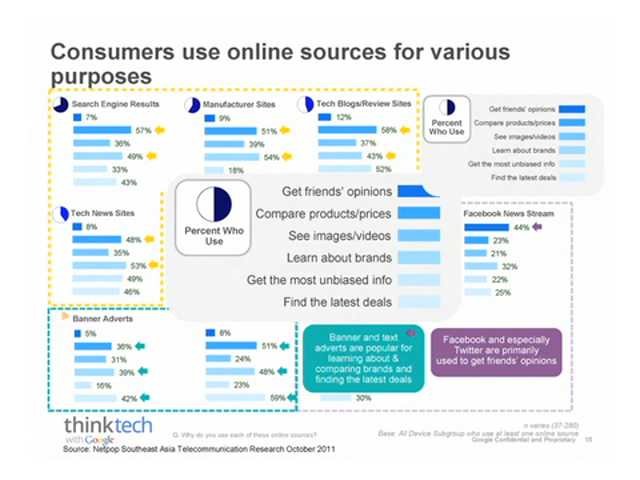 Consumers use online sources for various
purposes
Search Engine Results
7%
57%
36%
49%
33%
43%
Manufacturer Sites
9%
51%
39%
54%
18%
Tech Blogs/Review Sites
12%
58%
37%
43%
52%
Percent
Who Use
Get friends' opinions
Compare products/prices
See images/videos
Learn about brands
Get the most unbiased info
Find the latest deals
Tech News Sites
8%
48%
35%
53%
49%
46%
Percent Who
Use
Get friends' opinions
Compare products/prices
See images/videos
Learn about brands
Get the most unbiased info
Find the latest deals
Facebook News Stream
44%
23%
21%
32%
22%
25%
Banner Adverts
5%
36%
31%
39%
16%
42%
8%
51%
24%
48%
23%
59%
Banner and text
adverts are popular for
learning about &
comparing brands and
finding the latest deals
30%
Facebook and especially
Twitter are primarily
used to get friends' opinions
thinktech
with Google
Q: Why do you use each of these online sources?
n varies (37-280)
Base: All Device Subgroup who use at least one online source
Google Confidential and Proprietary 15
Source: Netpop Southeast Asia Telecommunication Research October 2011